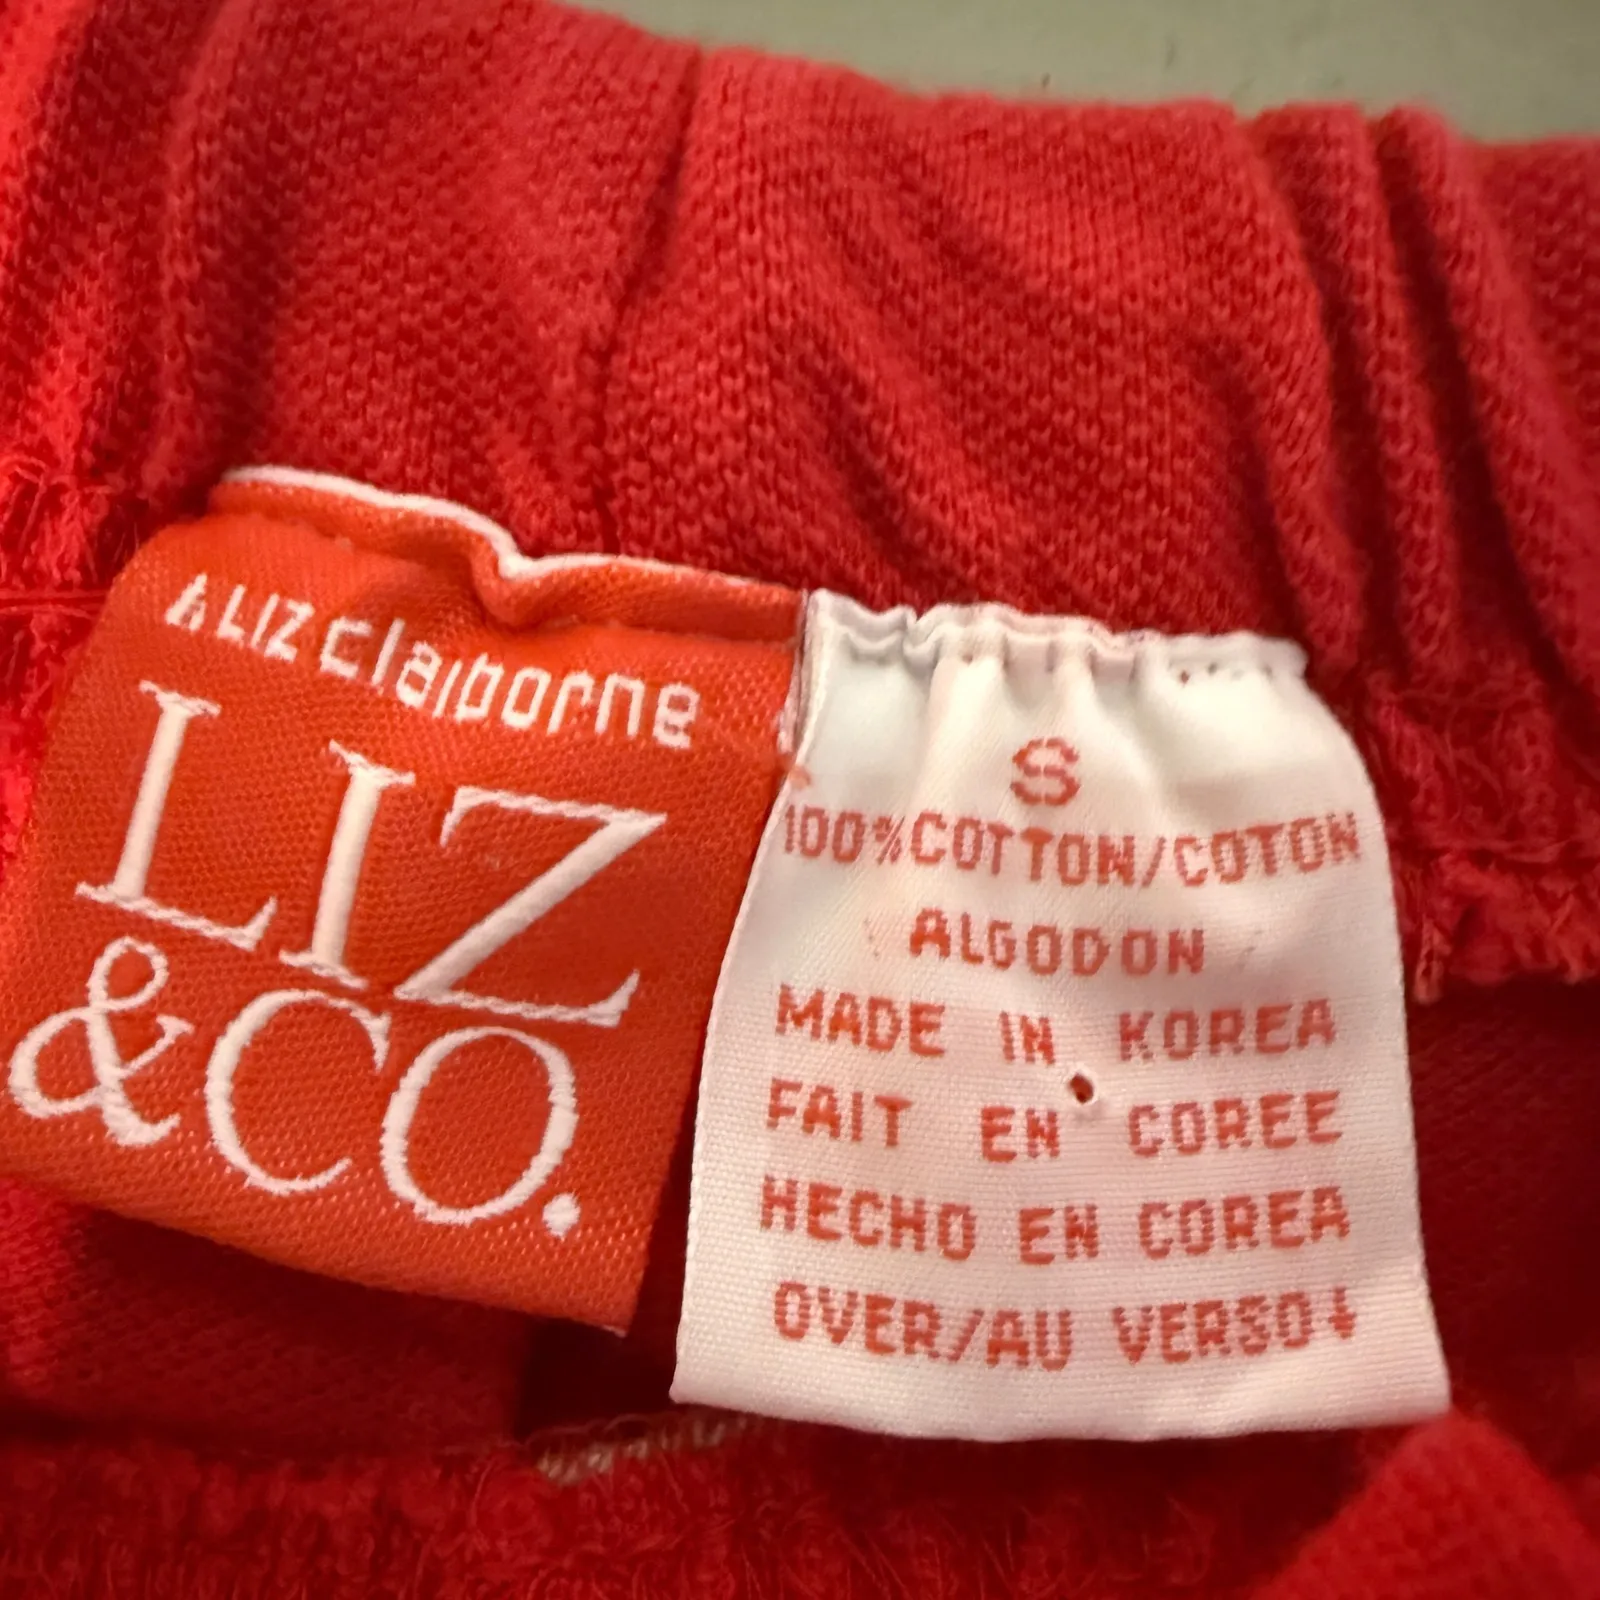 A LIZ claiborne
LIZ
&CO.
S
100%COTTON/COTON
ALGODON
MADE IN KOREA
FAIT EN COREE
HECHO EN COREA
OVER/AU VERSO↓